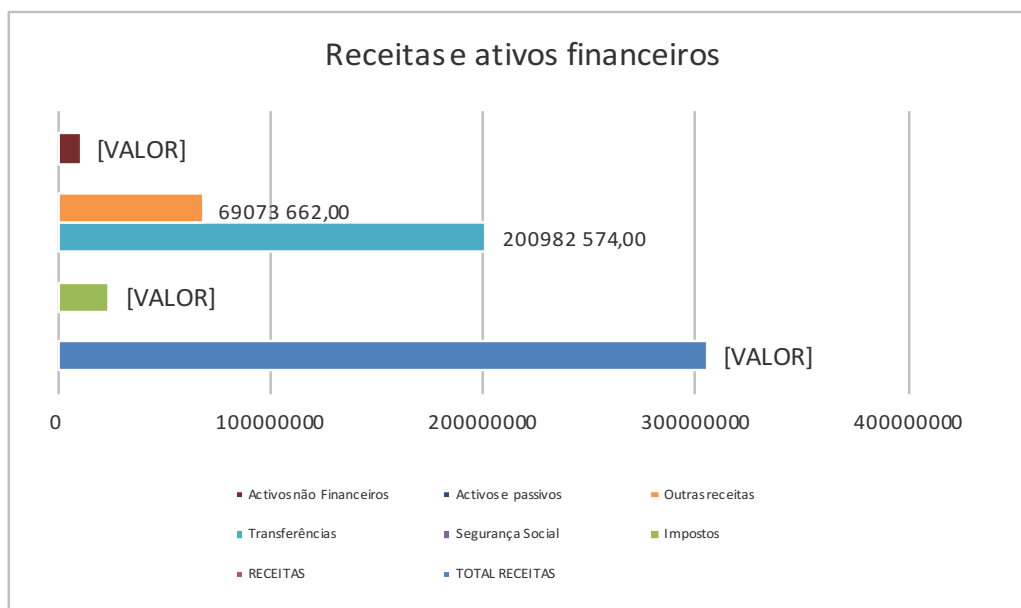 Receitas e ativos financeiros
[VALOR]
69073 662,00
200982 574,00
[VALOR]
[VALOR]
0 100000000 200000000 300000000 400000000
Activos não Financeiros Activos e passivos Outras receitas
Transferências Segurança Social Impostos
RECEITAS TOTAL RECEITAS